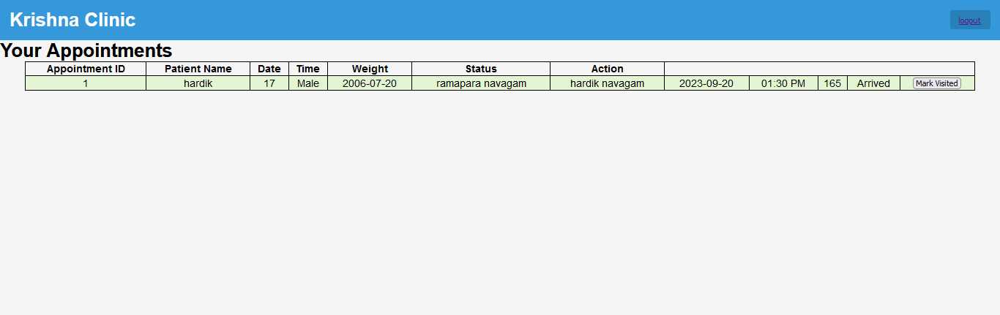 Krishna Clinic
logout
Your Appointments
Appointment ID Patient Name Date Time Weight Status Action
1 hardik 17 Male 2006-07-20 ramapara navagam hardik navagam 2023-09-20 01:30 PM 165 Arrived Mark Visited